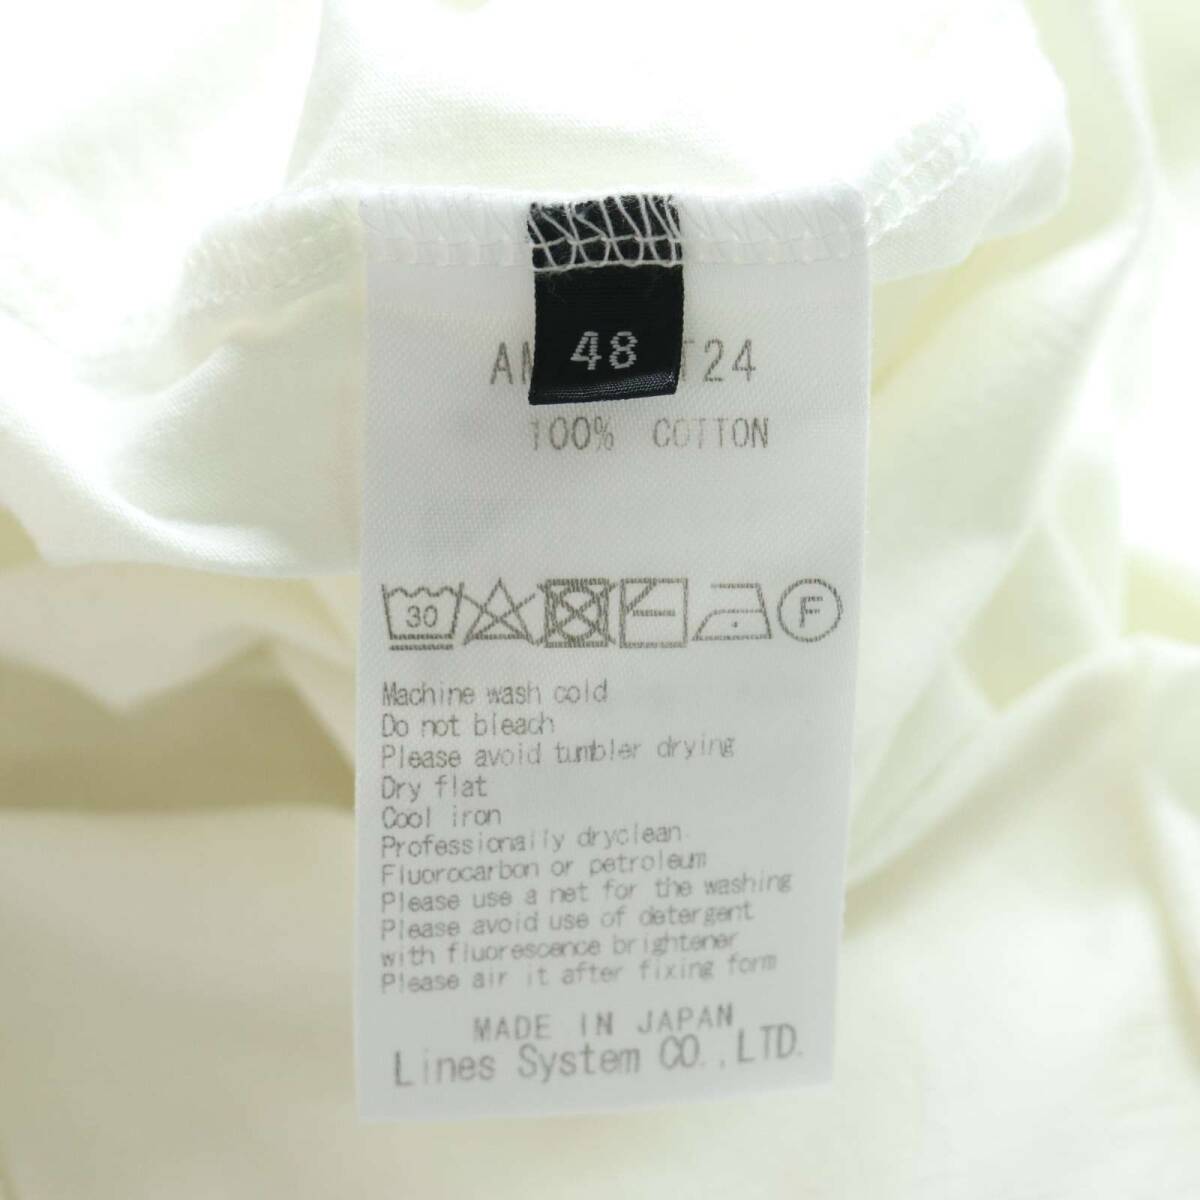 48
T24
100% COTTON
30 F
Machine wash cold
Do not bleach
Please avoid tumbler drying
Dry flat
Cool iron
Professionally dryclean
Fluorocarbon or petroleum
Please use a net for the washing
Please avoid use of detergent
with fluorescence brightener
Please air it after fixing form
MADE IN JAPAN
Lines System CO.,LTD.